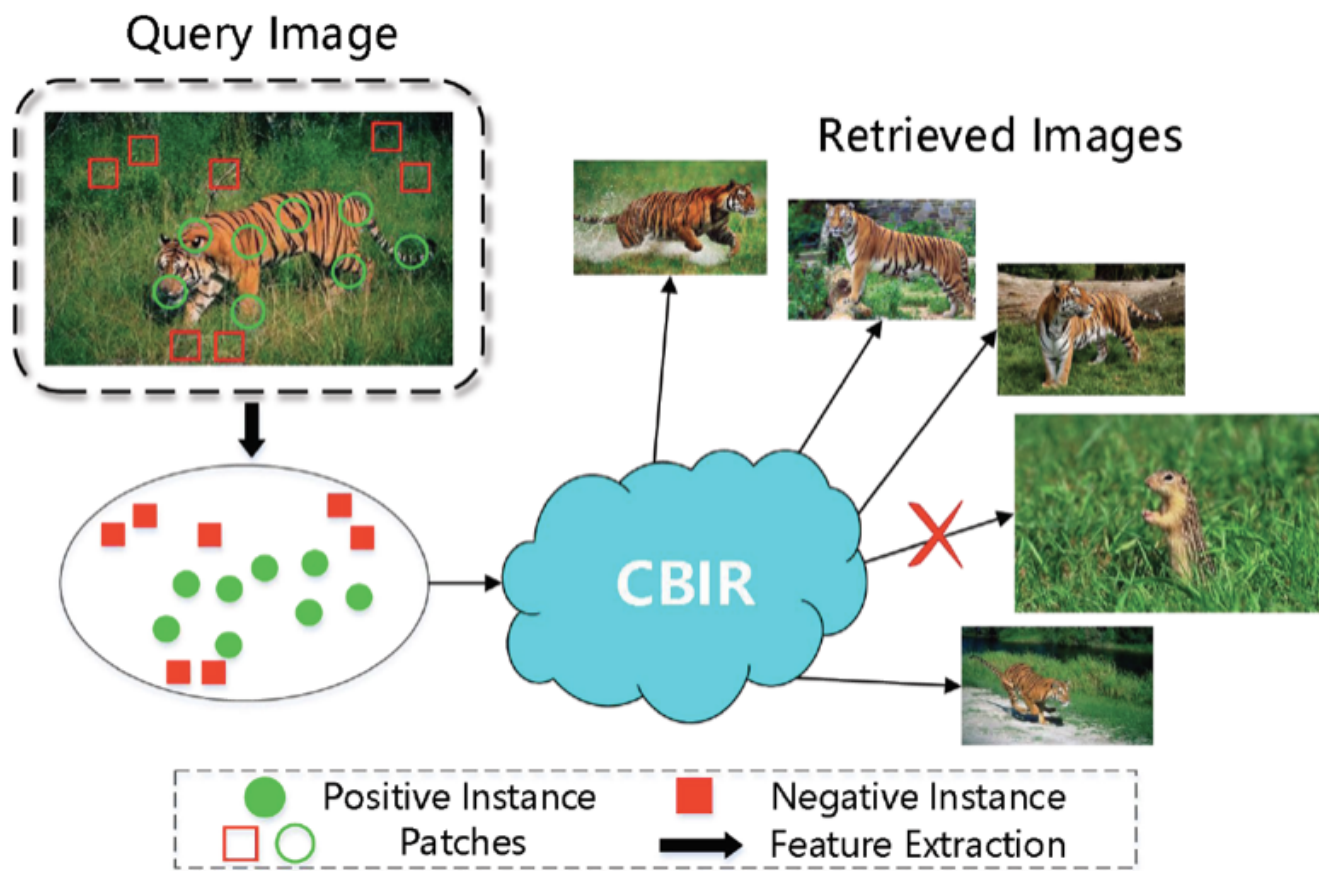 Query Image
Retrieved Images
CBIR
Positive Instance
Negative Instance
Patches
Feature Extraction